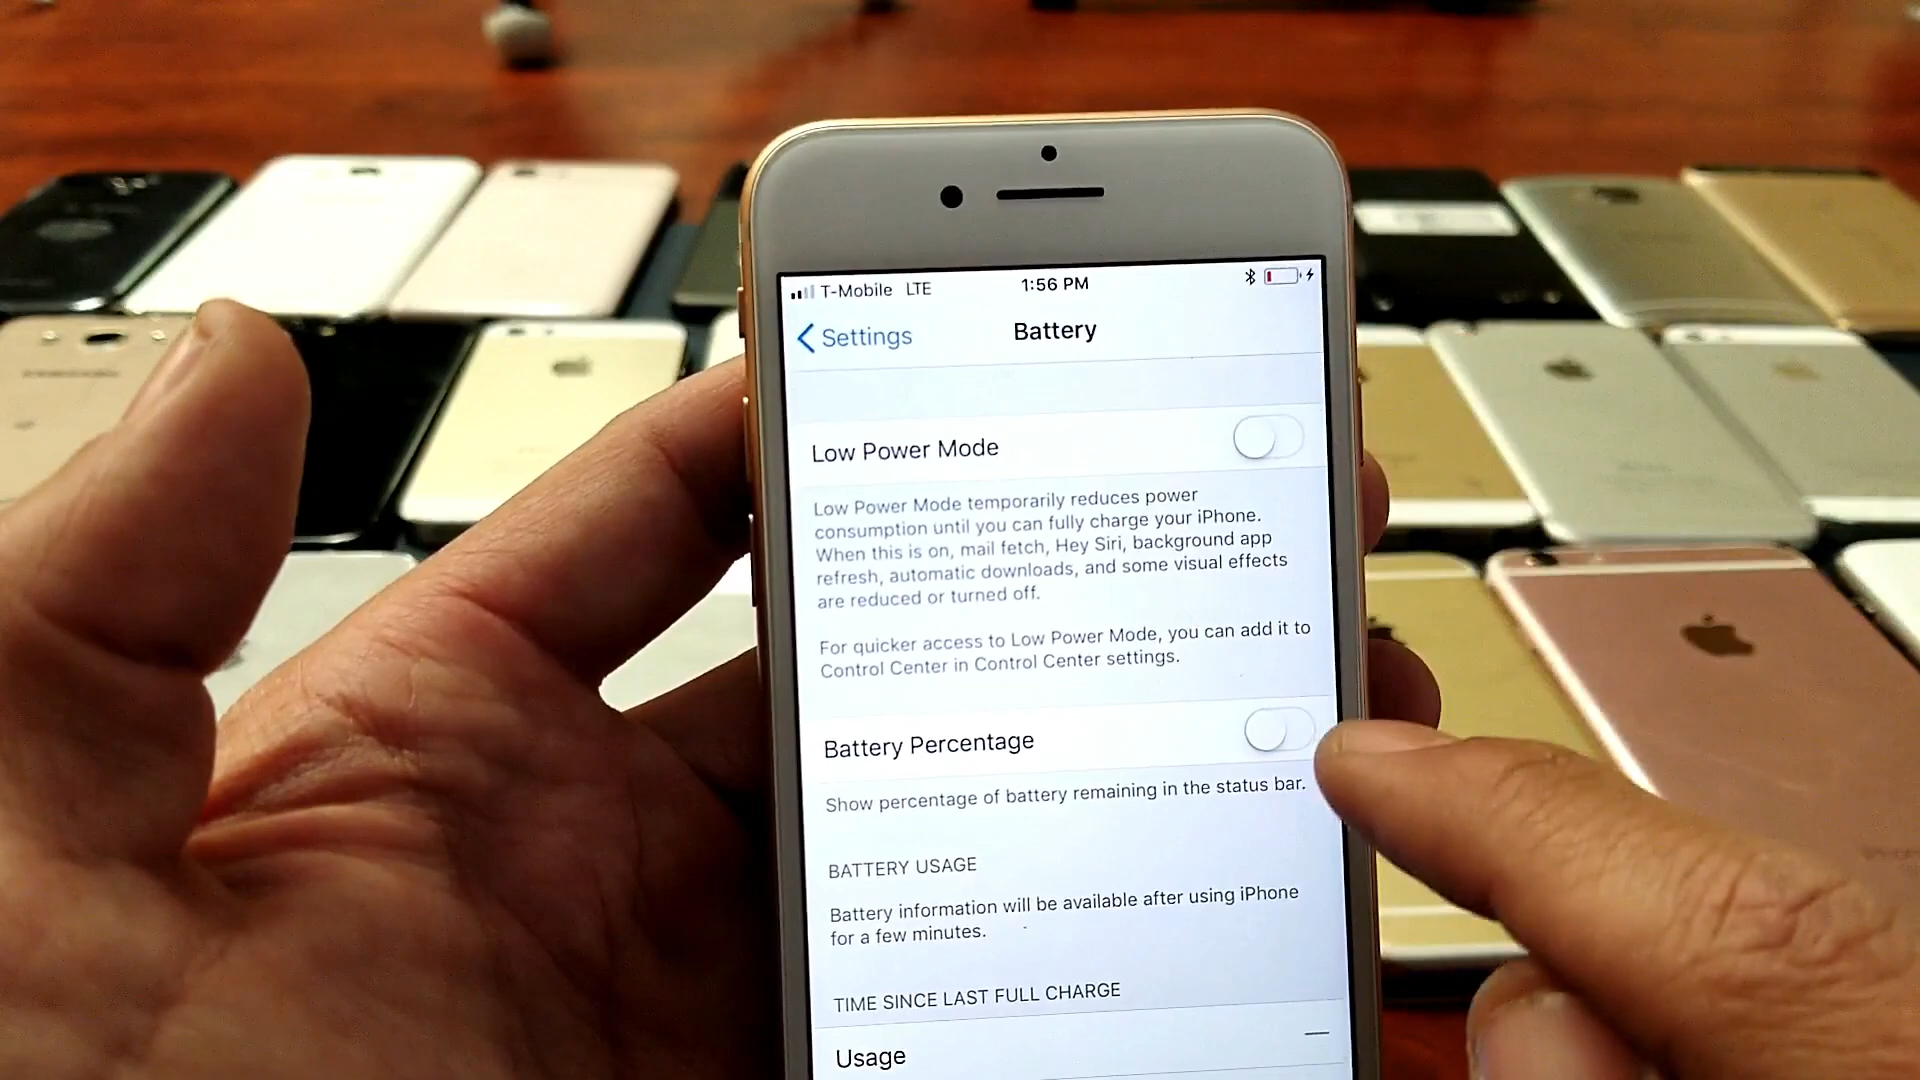 T-Mobile LTE 1:56 PM
Settings Battery
Low Power Mode
Low Power Mode temporarily reduces power
consumption until you can fully charge your iPhone.
When this is on, mail fetch, Hey Siri, background app
refresh, automatic downloads, and some visual effects
are reduced or turned off.
For quicker access to Low Power Mode, you can add it to
Control Center in Control Center settings.
Battery Percentage
Show percentage of battery remaining in the status bar.
BATTERY USAGE
Battery information will be available after using iPhone
for a few minutes.
TIME SINCE LAST FULL CHARGE
Usage